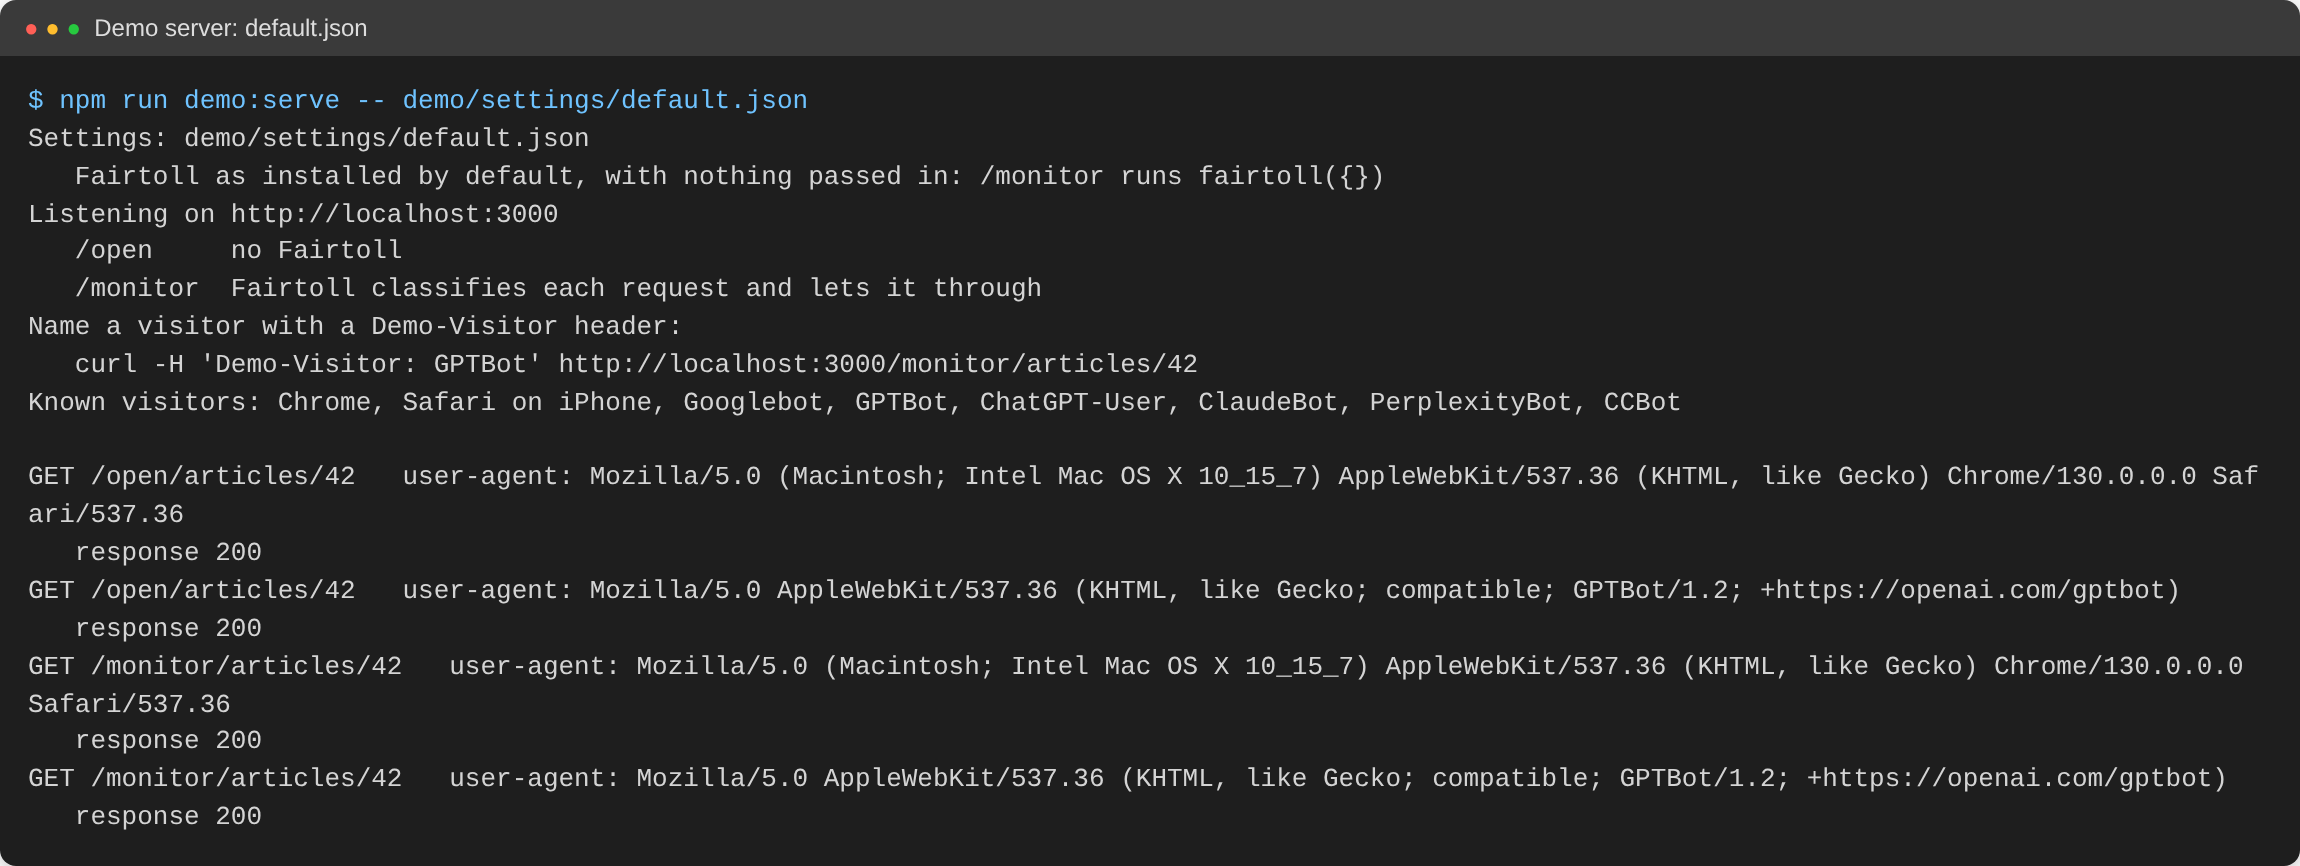 Demo server: default.json
$ npm run demo:serve -- demo/settings/default.json
Settings: demo/settings/default.json
   Fairtoll as installed by default, with nothing passed in: /monitor runs fairtoll({})
Listening on http://localhost:3000
   /open     no Fairtoll
   /monitor  Fairtoll classifies each request and lets it through
Name a visitor with a Demo-Visitor header:
   curl -H 'Demo-Visitor: GPTBot' http://localhost:3000/monitor/articles/42
Known visitors: Chrome, Safari on iPhone, Googlebot, GPTBot, ChatGPT-User, ClaudeBot, PerplexityBot, CCBot

GET /open/articles/42   user-agent: Mozilla/5.0 (Macintosh; Intel Mac OS X 10_15_7) AppleWebKit/537.36 (KHTML, like Gecko) Chrome/130.0.0.0 Saf
ari/537.36
   response 200
GET /open/articles/42   user-agent: Mozilla/5.0 AppleWebKit/537.36 (KHTML, like Gecko; compatible; GPTBot/1.2; +https://openai.com/gptbot)
   response 200
GET /monitor/articles/42   user-agent: Mozilla/5.0 (Macintosh; Intel Mac OS X 10_15_7) AppleWebKit/537.36 (KHTML, like Gecko) Chrome/130.0.0.0
Safari/537.36
   response 200
GET /monitor/articles/42   user-agent: Mozilla/5.0 AppleWebKit/537.36 (KHTML, like Gecko; compatible; GPTBot/1.2; +https://openai.com/gptbot)
   response 200